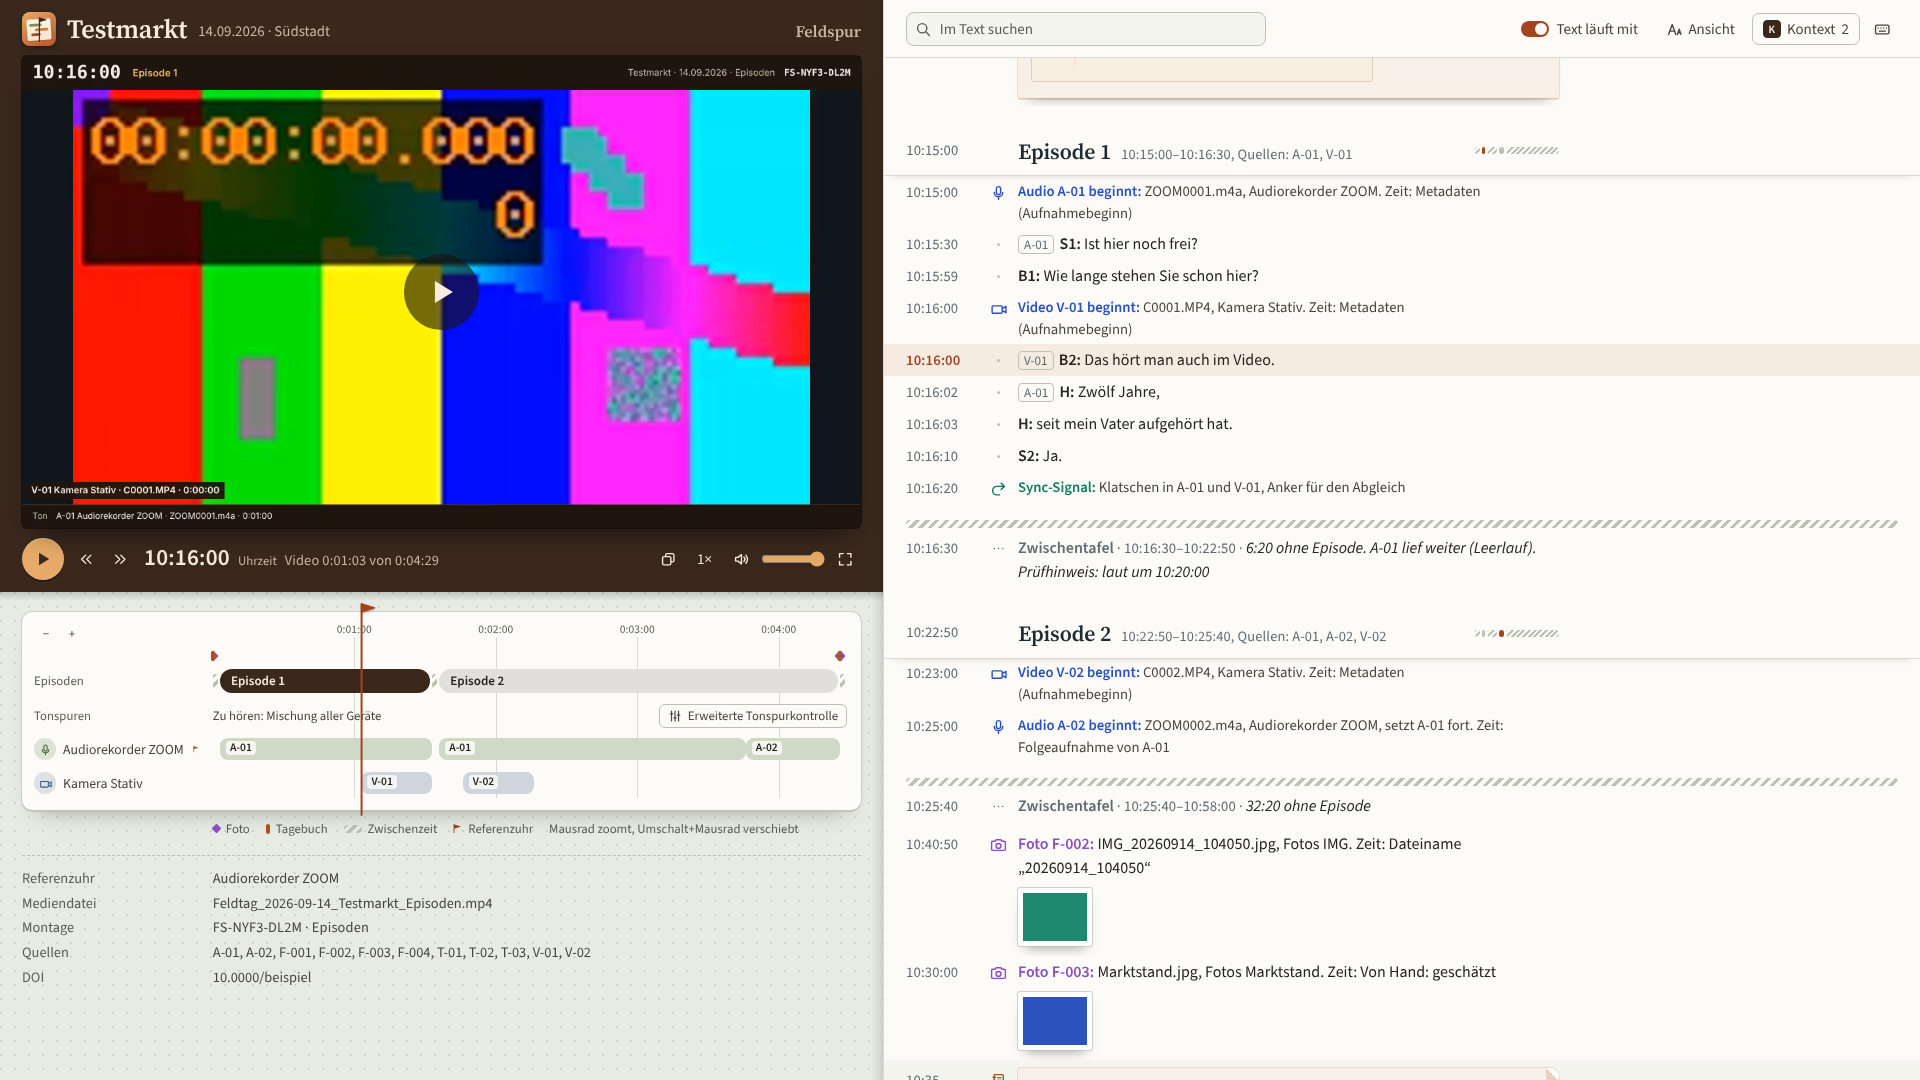 Testmarkt 14.09.2026 · Südstadt
Feldspur
10:16:00 Episode 1
Testmarkt · 14.09.2026 · Episoden FS-NYF3-DL2M
00:00:00.000
0
V-01 Kamera Stativ · C0001.MP4 · 0:00:00
Ton A-01 Audiorekorder ZOOM · ZOOM0001.m4a · 0:01:00
10:16:00 Uhrzeit Video 0:01:03 von 0:04:29
1×
− +
0:01:00 0:02:00 0:03:00 0:04:00
Episoden Episode 1 Episode 2
Tonspuren Zu hören: Mischung aller Geräte Erweiterte Tonspurkontrolle
Audiorekorder ZOOM A-01 A-01 A-02
Kamera Stativ V-01 V-02
Foto Tagebuch Zwischenzeit Referenzuhr Mausrad zoomt, Umschalt+Mausrad verschiebt
Referenzuhr Audiorekorder ZOOM
Mediendatei Feldtag_2026-09-14_Testmarkt_Episoden.mp4
Montage FS-NYF3-DL2M · Episoden
Quellen A-01, A-02, F-001, F-002, F-003, F-004, T-01, T-02, T-03, V-01, V-02
DOI 10.0000/beispiel
Im Text suchen
Text läuft mit
AA Ansicht
K Kontext 2
10:15:00 Episode 1 10:15:00–10:16:30, Quellen: A-01, V-01
10:15:00 Audio A-01 beginnt: ZOOM0001.m4a, Audiorekorder ZOOM. Zeit: Metadaten
(Aufnahmebeginn)
10:15:30 A-01 S1: Ist hier noch frei?
10:15:59 B1: Wie lange stehen Sie schon hier?
10:16:00 Video V-01 beginnt: C0001.MP4, Kamera Stativ. Zeit: Metadaten
(Aufnahmebeginn)
10:16:00 V-01 B2: Das hört man auch im Video.
10:16:02 A-01 H: Zwölf Jahre,
10:16:03 H: seit mein Vater aufgehört hat.
10:16:10 S2: Ja.
10:16:20 Sync-Signal: Klatschen in A-01 und V-01, Anker für den Abgleich
10:16:30 ··· Zwischentafel · 10:16:30–10:22:50 · 6:20 ohne Episode. A-01 lief weiter (Leerlauf).
Prüfhinweis: laut um 10:20:00
10:22:50 Episode 2 10:22:50–10:25:40, Quellen: A-01, A-02, V-02
10:23:00 Video V-02 beginnt: C0002.MP4, Kamera Stativ. Zeit: Metadaten
(Aufnahmebeginn)
10:25:00 Audio A-02 beginnt: ZOOM0002.m4a, Audiorekorder ZOOM, setzt A-01 fort. Zeit:
Folgeaufnahme von A-01
10:25:40 ··· Zwischentafel · 10:25:40–10:58:00 · 32:20 ohne Episode
10:40:50 Foto F-002: IMG_20260914_104050.jpg, Fotos IMG. Zeit: Dateiname
„20260914_104050“
10:30:00 Foto F-003: Marktstand.jpg, Fotos Marktstand. Zeit: Von Hand: geschätzt
10:35